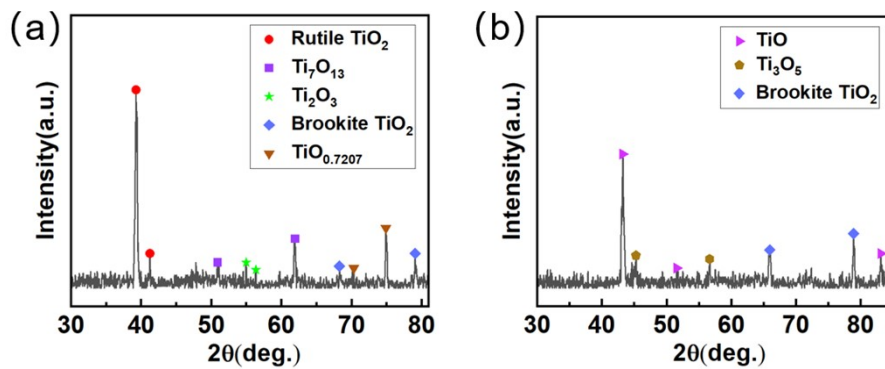 (a)
Intensity(a.u.)
Rutile TiO₂
Ti₇O₁₃
Ti₂O₃
Brookite TiO₂
TiO₀.₇₂₀₇
30 40 50 60 70 80
2θ(deg.)
(b)
Intensity(a.u.)
TiO
Ti₃O₅
Brookite TiO₂
30 40 50 60 70 80
2θ(deg.)